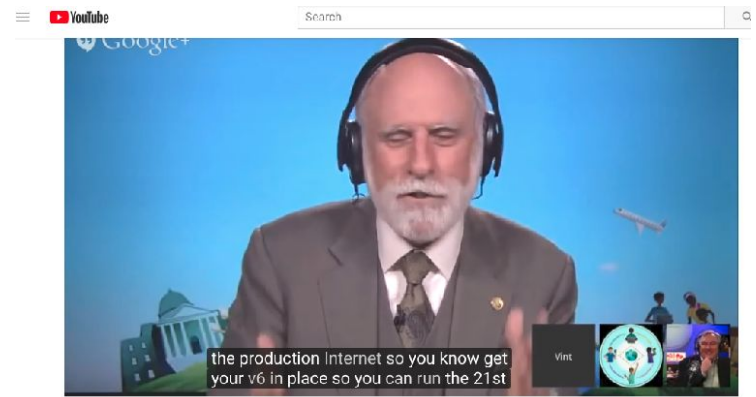 YouTube
Search
Google+
the production Internet so you know get
your v6 in place so you can run the 21st
Vint